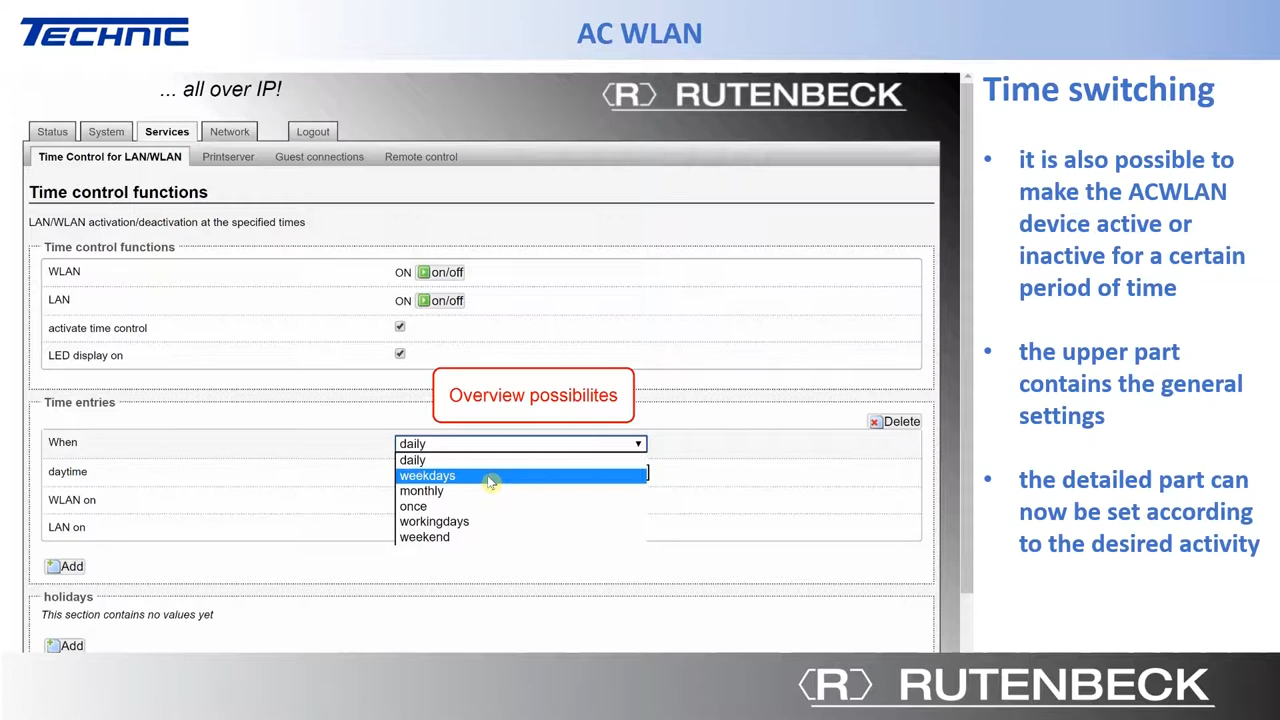 TECHNIC
AC WLAN
... all over IP!
RUTENBECK
Status System Services Network Logout
Time Control for LAN/WLAN Printserver Guest connections Remote control
Time control functions
LAN/WLAN activation/deactivation at the specified times
Time control functions
WLAN ON on/off
LAN ON on/off
activate time control
LED display on
Overview possibilites
Time entries
Delete
When daily
daily
daytime
weekdays
monthly
WLAN on
once
workingdays
LAN on
weekend
Add
holidays
This section contains no values yet
Add
Time switching
• it is also possible to
make the ACWLAN
device active or
inactive for a certain
period of time
• the upper part
contains the general
settings
• the detailed part can
now be set according
to the desired activity
R RUTENBECK